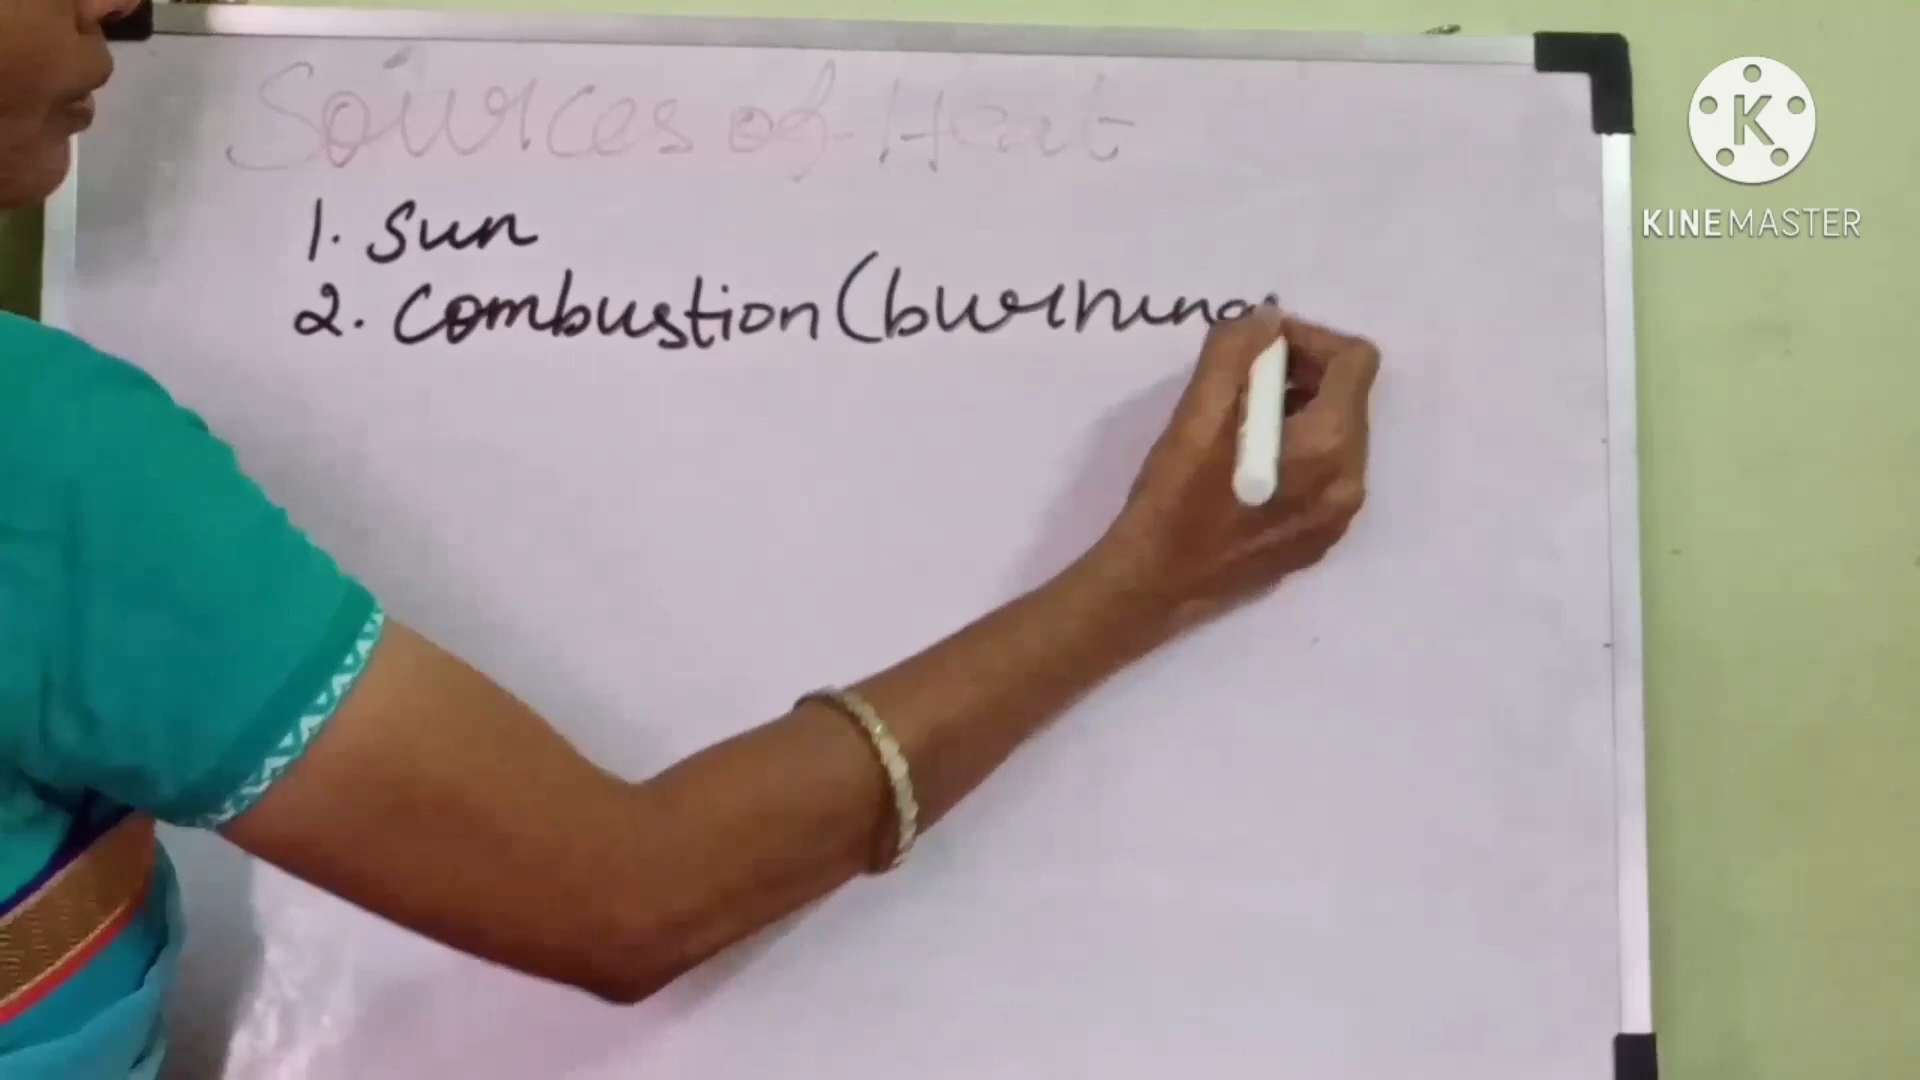 Sources of Heat
1. Sun
2. Combustion (burning
K
KINEMASTER